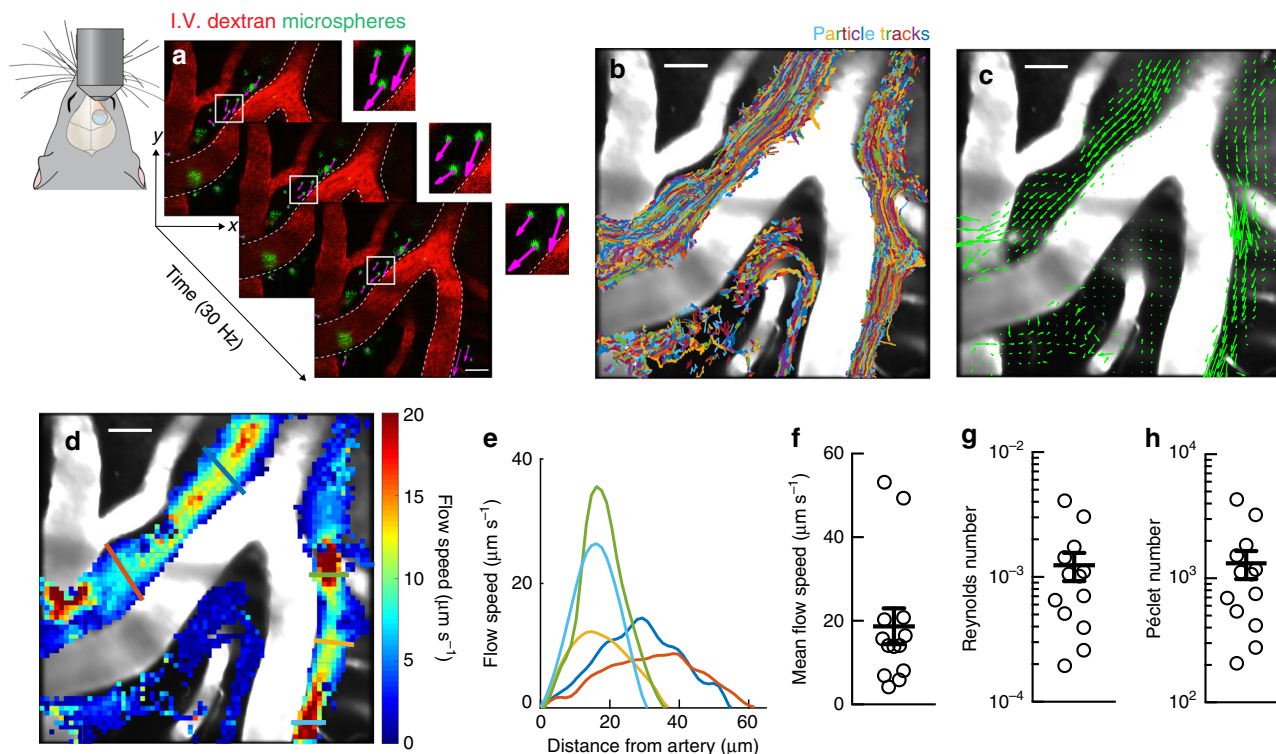 I.V. dextran microspheres
a
y
x
Time (30 Hz)
Particle tracks
b
c
d
20
15
10
5
0
Flow speed (µm s⁻¹)
e
40
20
0
0
20
40
60
Flow speed (µm s⁻¹)
Distance from artery (µm)
f
60
40
20
0
Mean flow speed (µm s⁻¹)
g
10⁻²
10⁻³
10⁻⁴
Reynolds number
h
10⁴
10³
10²
Péclet number